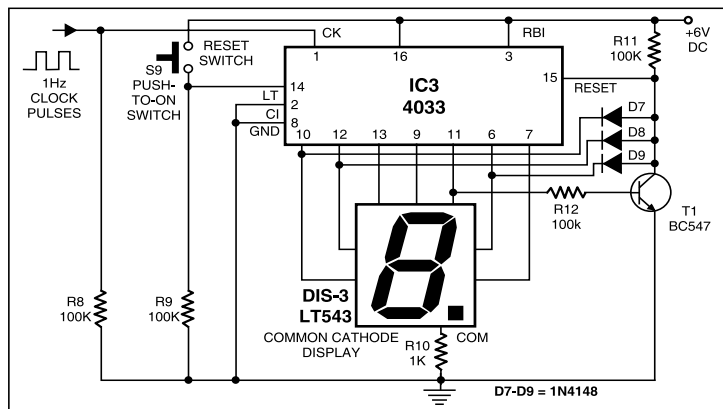 CK
RBI
+6V
DC
R11
100K
RESET
SWITCH
1
16
3
15
RESET
1Hz
CLOCK
PULSES
S9
PUSH-
TO-ON
SWITCH
IC3
4033
14
LT
2
CI
8
GND
10
12
13
9
11
6
7
D7
D8
D9
R12
100k
T1
BC547
R8
100K
R9
100K
DIS-3
LT543
COMMON CATHODE
DISPLAY
COM
R10
1K
D7-D9 = 1N4148